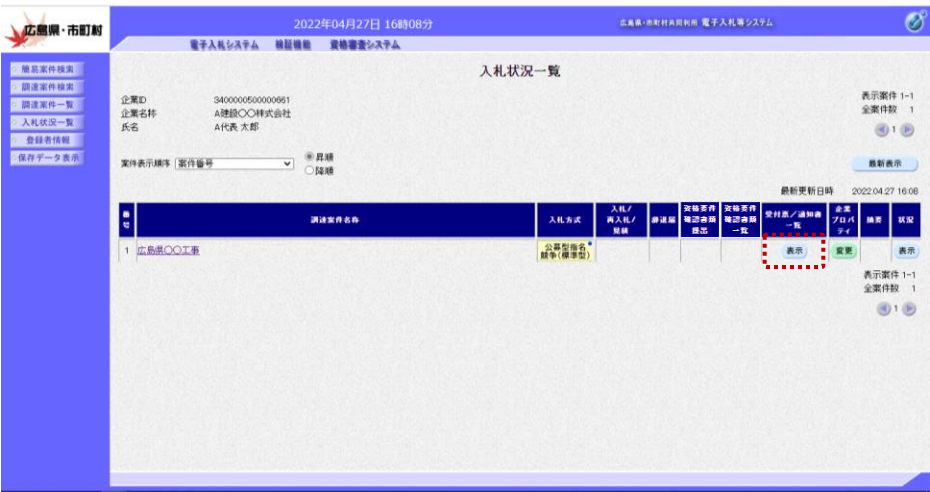 広島県・市町村
2022年04月27日 16時08分
広島県・市町村共同利用 電子入札等システム
電子入札システム 検証機能 資格審査システム
簡易案件検索
調達案件検索
調達案件一覧
入札状況一覧
登録者情報
保存データ表示
入札状況一覧
企業ID 3400000500000661
企業名称 A建設〇〇株式会社
氏名 A代表 太郎
表示案件 1-1
全案件数 1
1
案件表示順序 案件番号
昇順
降順
最新表示
最新更新日時 2022.04.27 16:08
番号 調達案件名称 入札方式 入札/再入札/見積 辞退届 資格要件確認書類提出 資格要件確認書類一覧 受付票/通知書一覧 企業プロパティ 摘要 状況
1 広島県〇〇工事 公募型指名競争(標準型) 表示 変更 表示
表示案件 1-1
全案件数 1
1